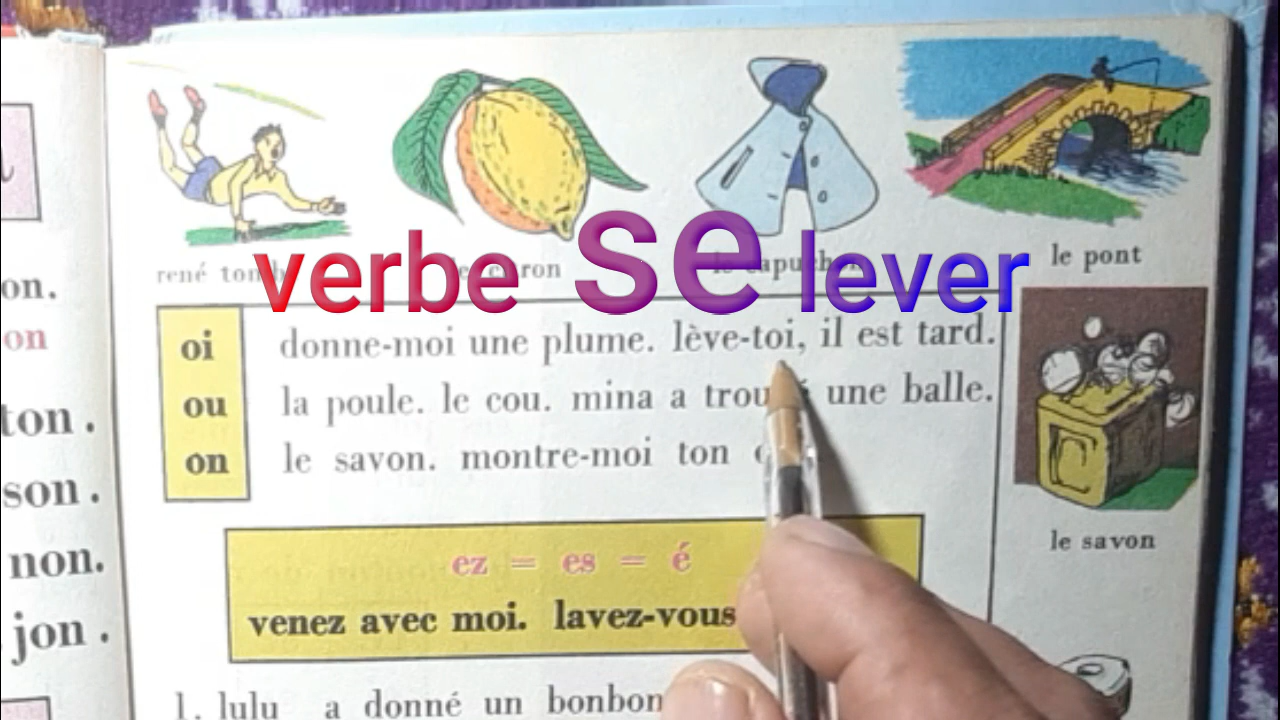 rené
le pont
verbe se lever
on.
on
ton.
son.
non.
jon.
oi donne-moi une plume. lève-toi, il est tard.
ou la poule. le cou. mina a une balle.
on le savon. montre-moi ton
le savon
ez = es = é
venez avec moi. lavez-vous
1. lulu a donné un bonbon